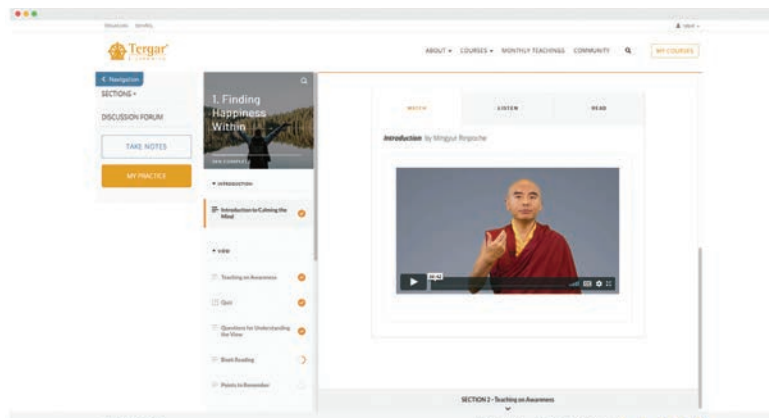 Tergar
ABOUT
COURSES
MONTHLY TEACHINGS
COMMUNITY
MY COURSES
Navigation
SECTIONS
DISCUSSION FORUM
TAKE NOTES
MY PRACTICE
1. Finding
Happiness
Within
INTRODUCTION
Introduction to Calming the
Mind
VIEW
Teaching on Awareness
Quiz
Questions for Understanding
the View
Book Reading
Points to Remember
WATCH
LISTEN
READ
Introduction by Mingyur Rinpoche
SECTION 2 - Teaching on Awareness